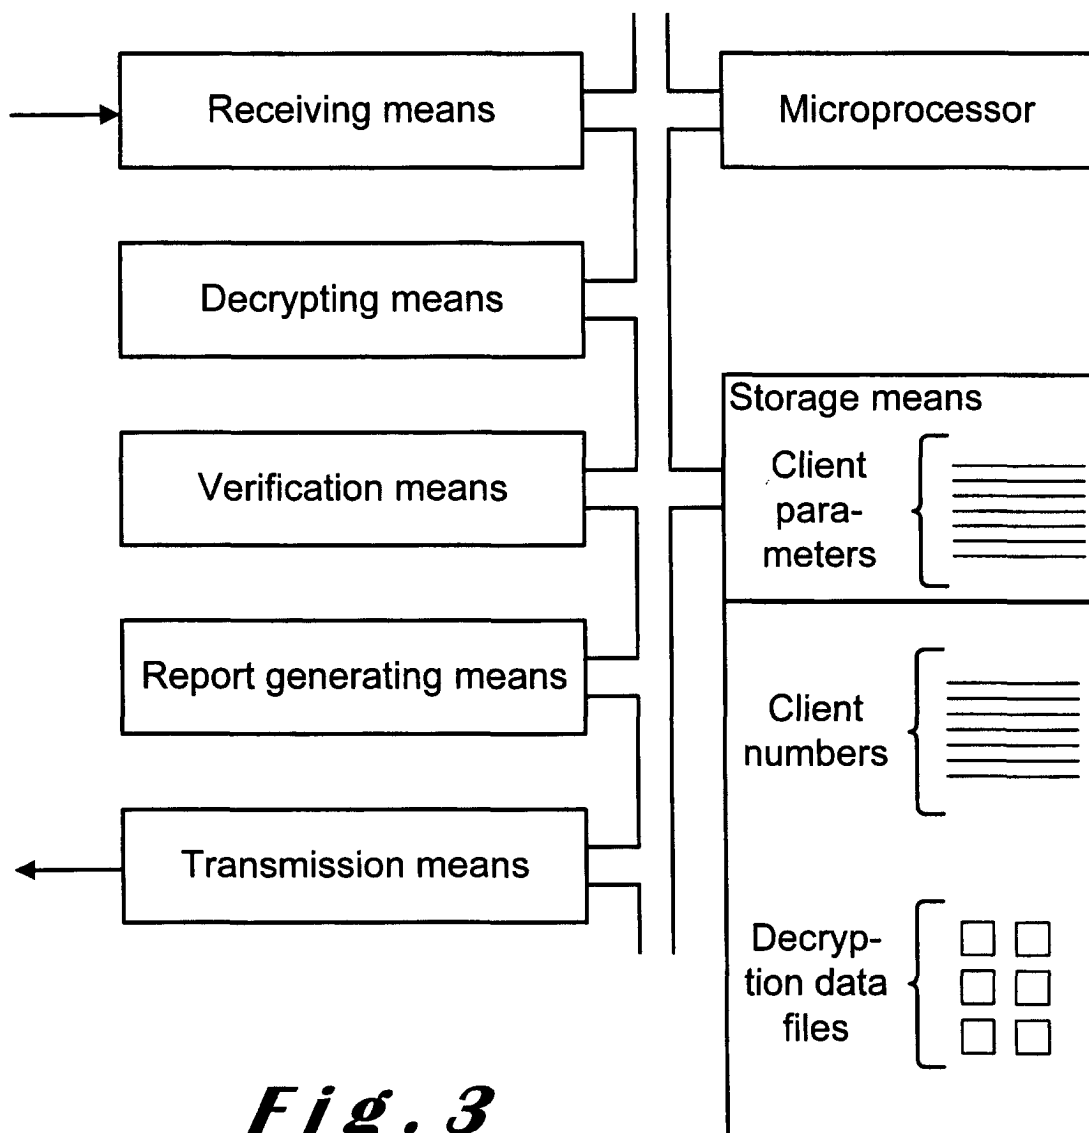 Receiving means
Microprocessor
Decrypting means
Verification means
Report generating means
Transmission means
Storage means
Client
para-
meters
Client
numbers
Decryp-
tion data
files
Fig. 3